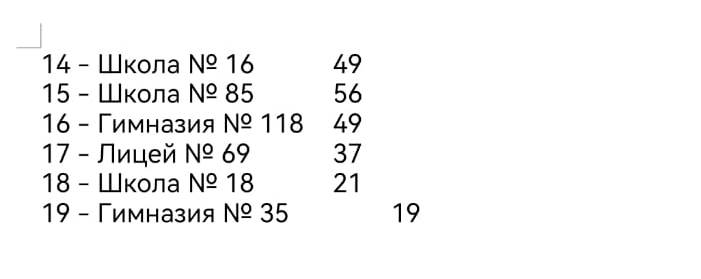 14 - Школа № 16 49
15 - Школа № 85 56
16 - Гимназия № 118 49
17 - Лицей № 69 37
18 - Школа № 18 21
19 - Гимназия № 35 19